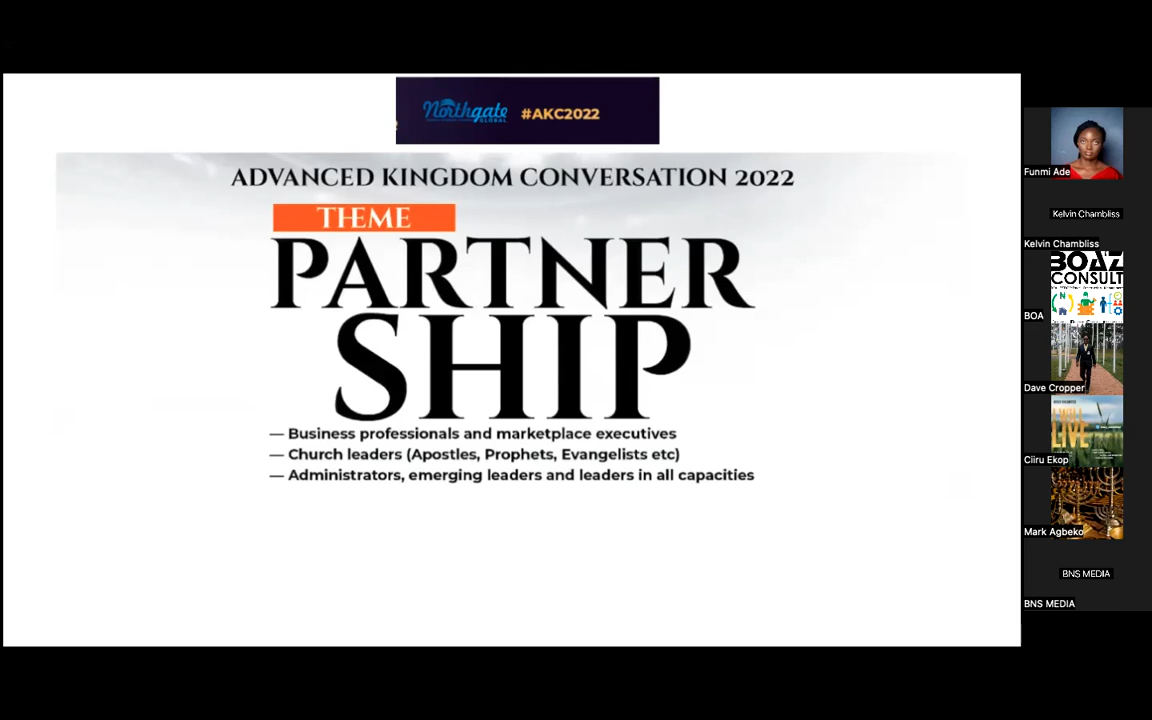 Northgate
GLOBAL
#AKC2022
ADVANCED KINGDOM CONVERSATION 2022
THEME
PARTNER
SHIP
— Business professionals and marketplace executives
— Church leaders (Apostles, Prophets, Evangelists etc)
— Administrators, emerging leaders and leaders in all capacities
Funmi Ade
Kelvin Chambliss
Kelvin Chambliss
BOAZ
CONSULT
BOA
Dave Cropper
LIVE
Ciiru Ekop
Mark Agbeko
BNS MEDIA
BNS MEDIA